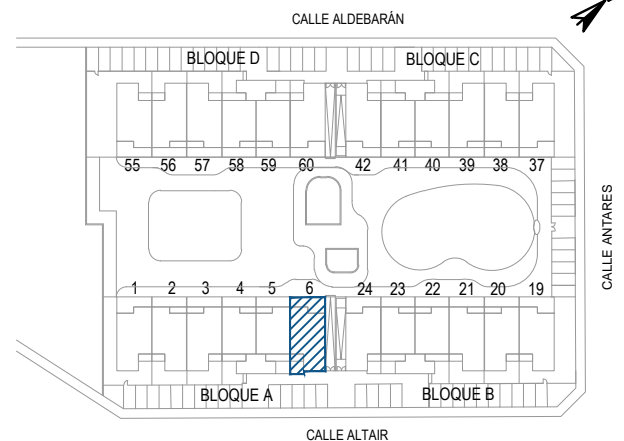 CALLE ALDEBARÁN
BLOQUE D BLOQUE C
55 56 57 58 59 60 42 41 40 39 38 37
CALLE ANTARES
1 2 3 4 5 6 24 23 22 21 20 19
BLOQUE A BLOQUE B
CALLE ALTAIR